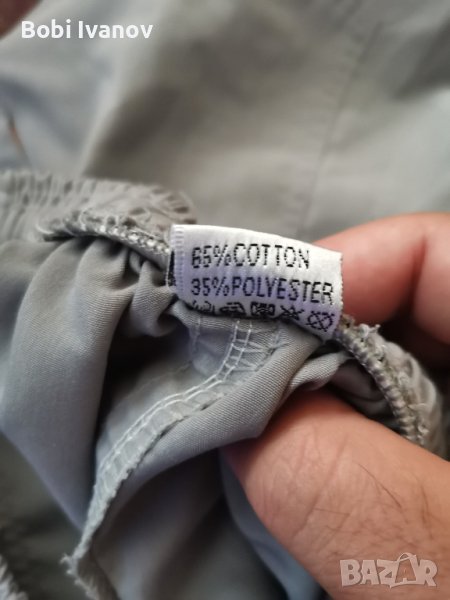 Bobi Ivanov
65%COTTON
35%POLYESTER
BAZAR